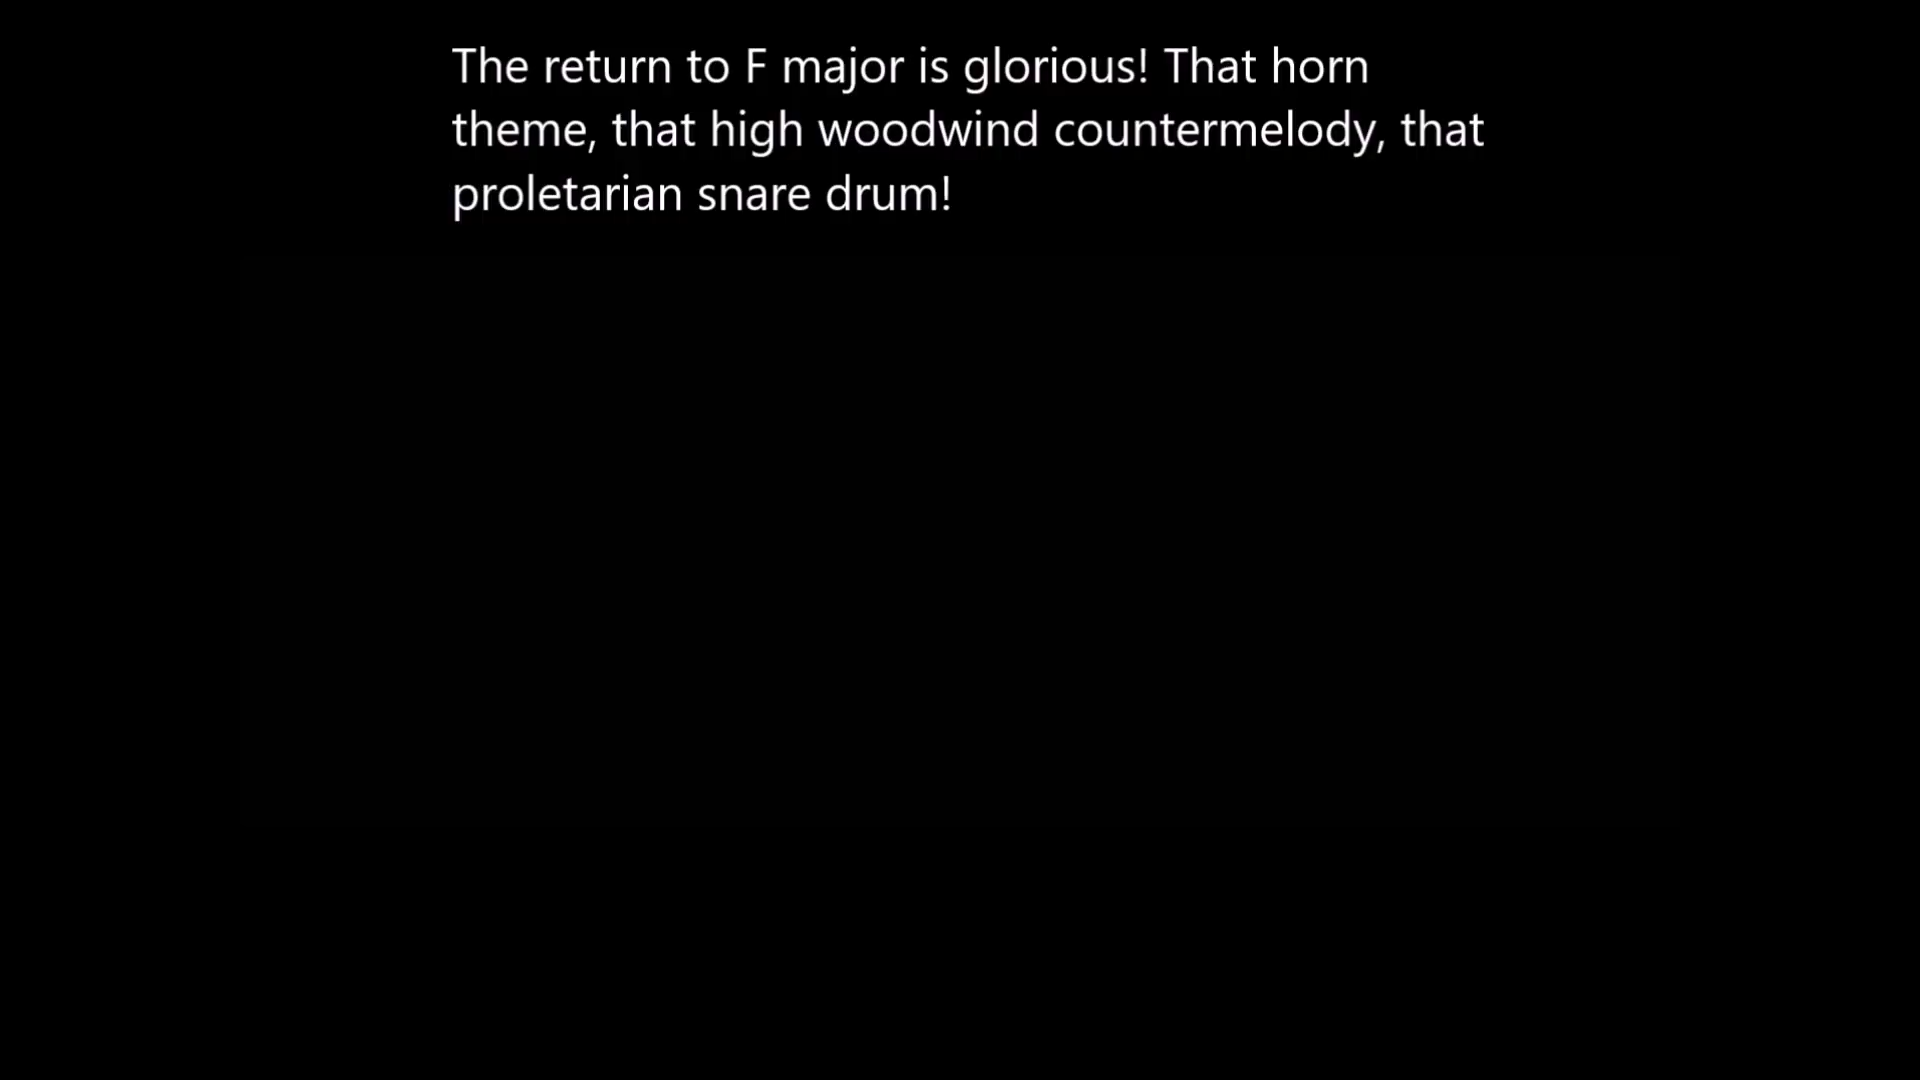 The return to F major is glorious! That horn
theme, that high woodwind countermelody, that
proletarian snare drum!